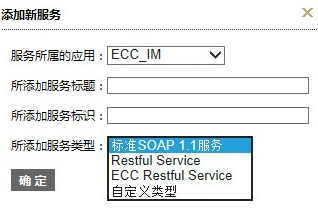 添加新服务
服务所属的应用： ECC_IM
所添加服务标题：
所添加服务标识：
所添加服务类型： 标准SOAP 1.1服务
Restful Service
ECC Restful Service
自定义类型
确 定